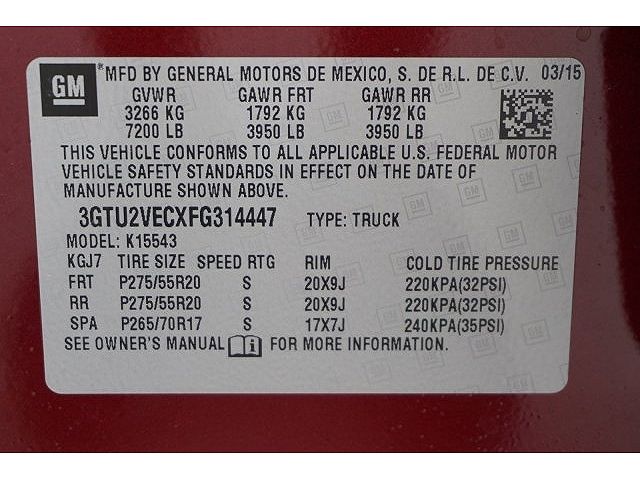 GM ® MFD BY GENERAL MOTORS DE MEXICO, S. DE R.L. DE C.V. 03/15
GVWR GAWR FRT GAWR RR
3266 KG 1792 KG 1792 KG
7200 LB 3950 LB 3950 LB
THIS VEHICLE CONFORMS TO ALL APPLICABLE U.S. FEDERAL MOTOR
VEHICLE SAFETY STANDARDS IN EFFECT ON THE DATE OF
MANUFACTURE SHOWN ABOVE.
3GTU2VECXFG314447 TYPE: TRUCK
MODEL: K15543
KGJ7 TIRE SIZE SPEED RTG RIM COLD TIRE PRESSURE
FRT P275/55R20 S 20X9J 220KPA(32PSI)
RR P275/55R20 S 20X9J 220KPA(32PSI)
SPA P265/70R17 S 17X7J 240KPA(35PSI)
SEE OWNER'S MANUAL FOR MORE INFORMATION.